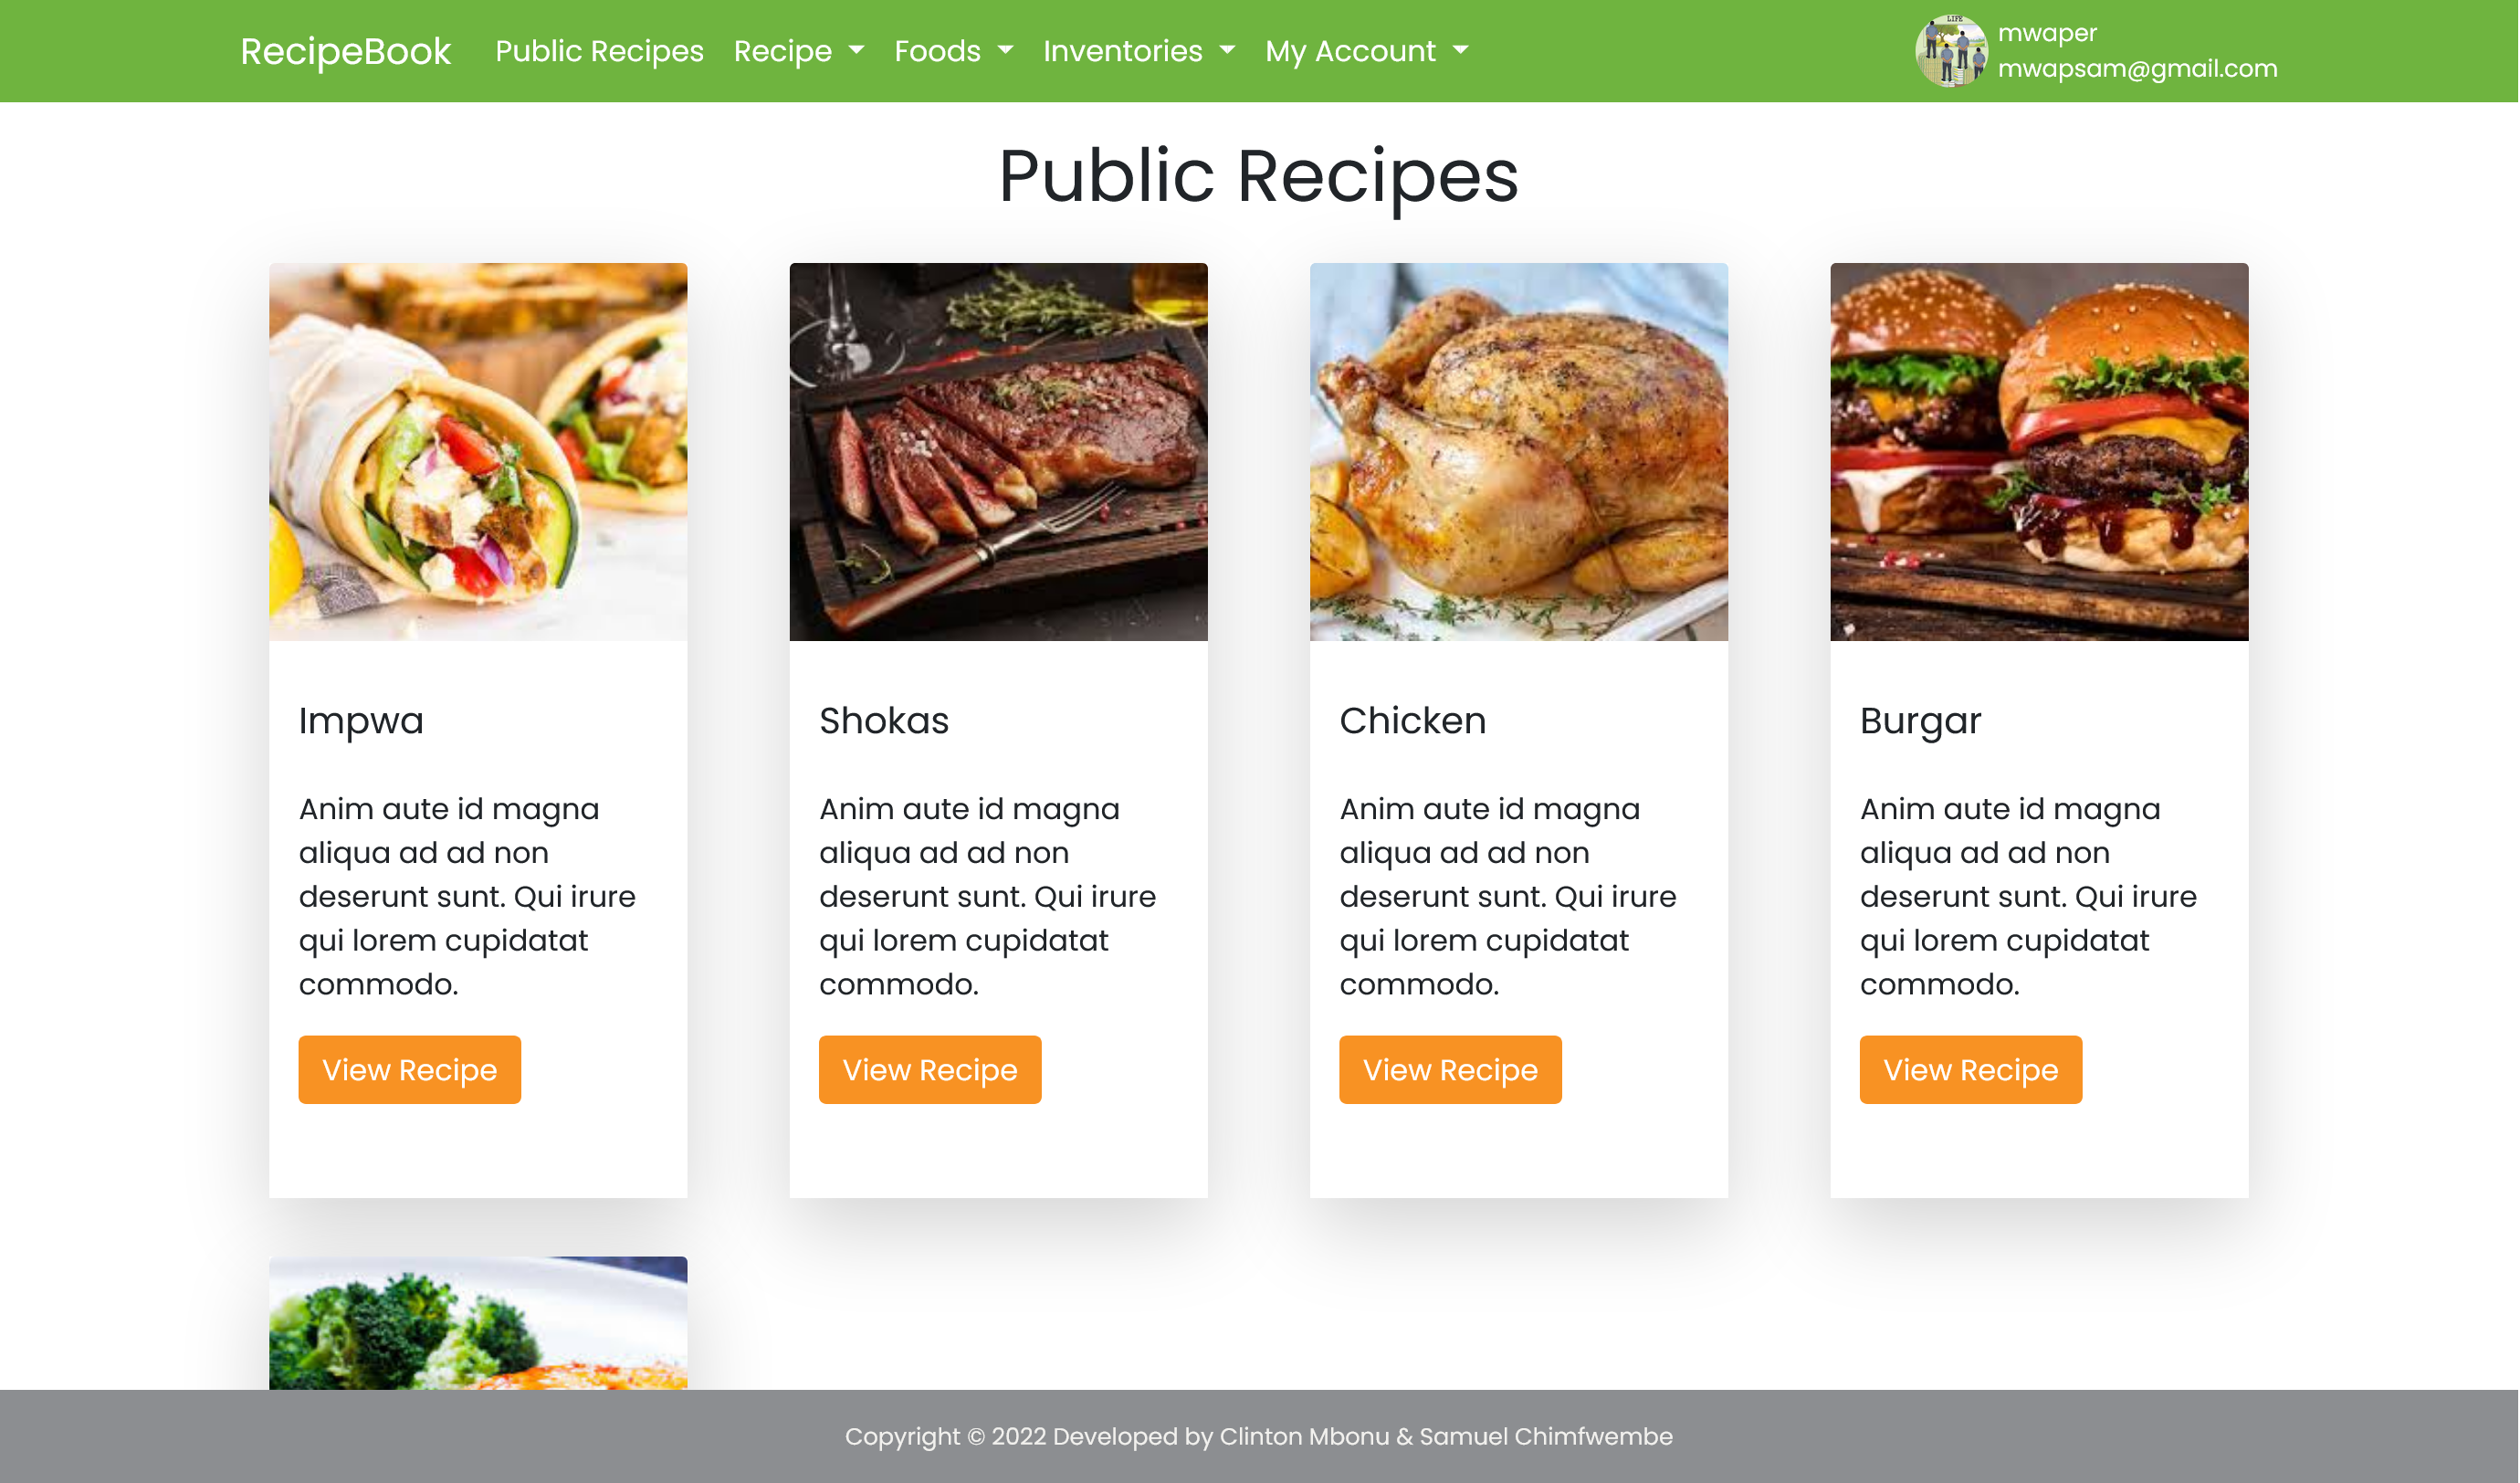 RecipeBook
Public Recipes
Recipe
Foods
Inventories
My Account
LIFE
mwaper
mwapsam@gmail.com
Public Recipes
Impwa
Anim aute id magna
aliqua ad ad non
deserunt sunt. Qui irure
qui lorem cupidatat
commodo.
View Recipe
Shokas
Anim aute id magna
aliqua ad ad non
deserunt sunt. Qui irure
qui lorem cupidatat
commodo.
View Recipe
Chicken
Anim aute id magna
aliqua ad ad non
deserunt sunt. Qui irure
qui lorem cupidatat
commodo.
View Recipe
Burgar
Anim aute id magna
aliqua ad ad non
deserunt sunt. Qui irure
qui lorem cupidatat
commodo.
View Recipe
Copyright © 2022 Developed by Clinton Mbonu & Samuel Chimfwembe